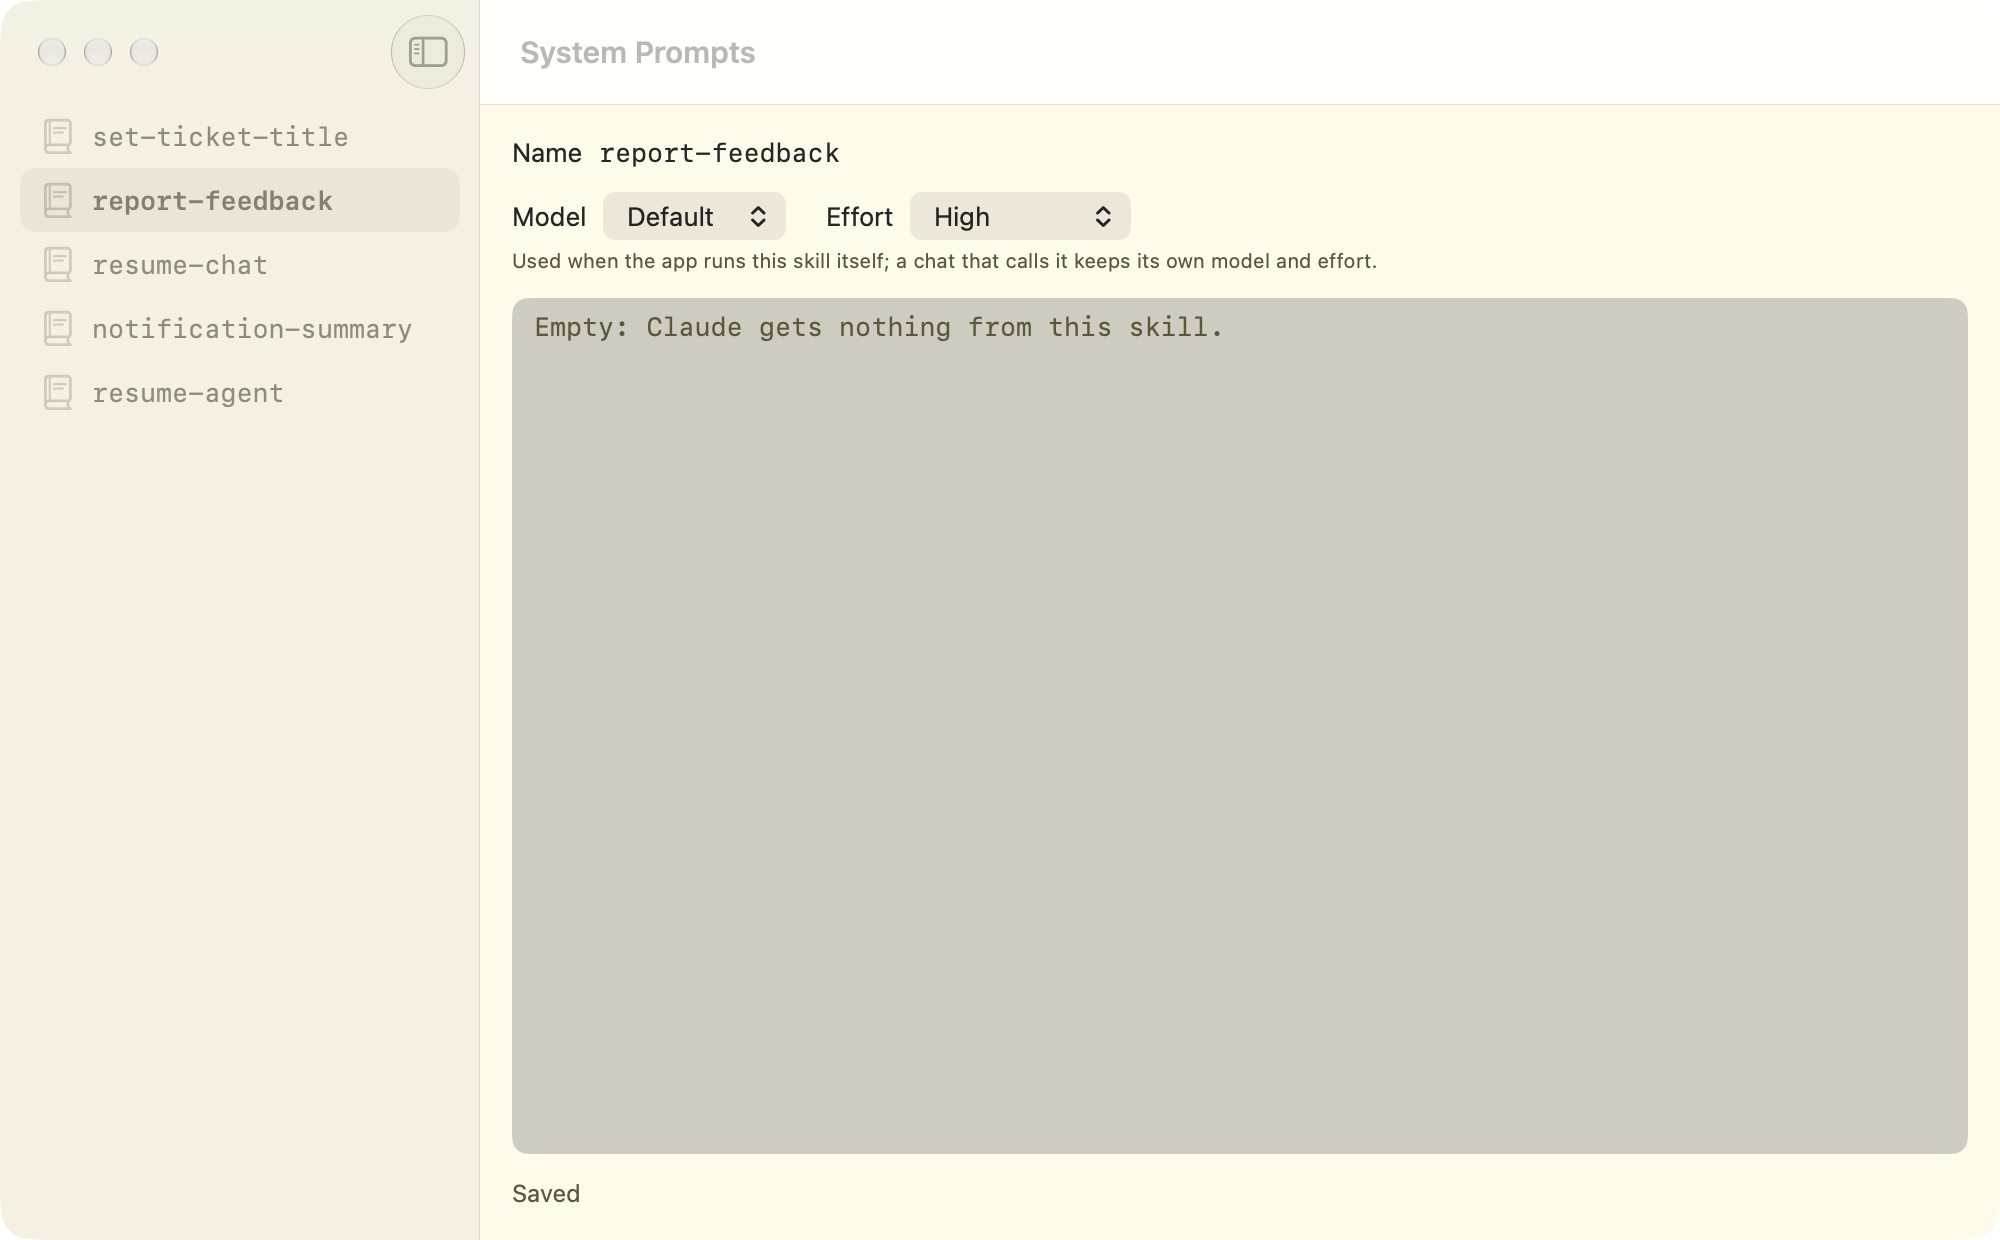 System Prompts
set-ticket-title
report-feedback
resume-chat
notification-summary
resume-agent
Name report-feedback
Model Default Effort High
Used when the app runs this skill itself; a chat that calls it keeps its own model and effort.
Empty: Claude gets nothing from this skill.
Saved